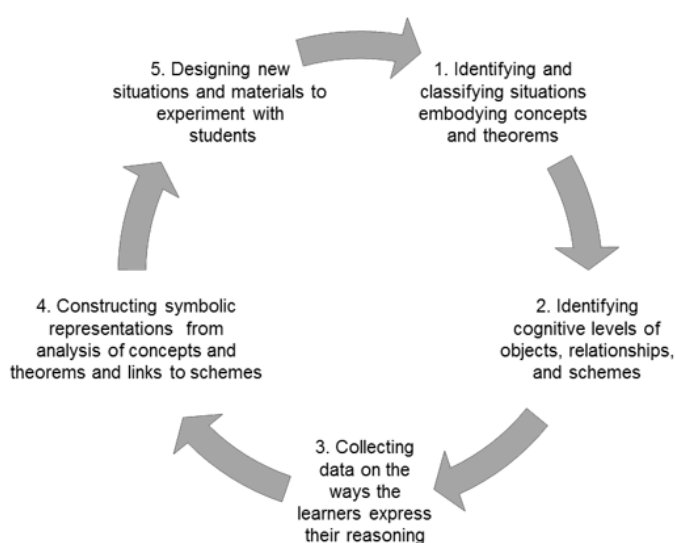 1. Identifying and
classifying situations
embodying concepts
and theorems
2. Identifying
cognitive levels of
objects, relationships,
and schemes
3. Collecting
data on the
ways the
learners express
their reasoning
4. Constructing symbolic
representations from
analysis of concepts and
theorems and links to schemes
5. Designing new
situations and materials to
experiment with
students